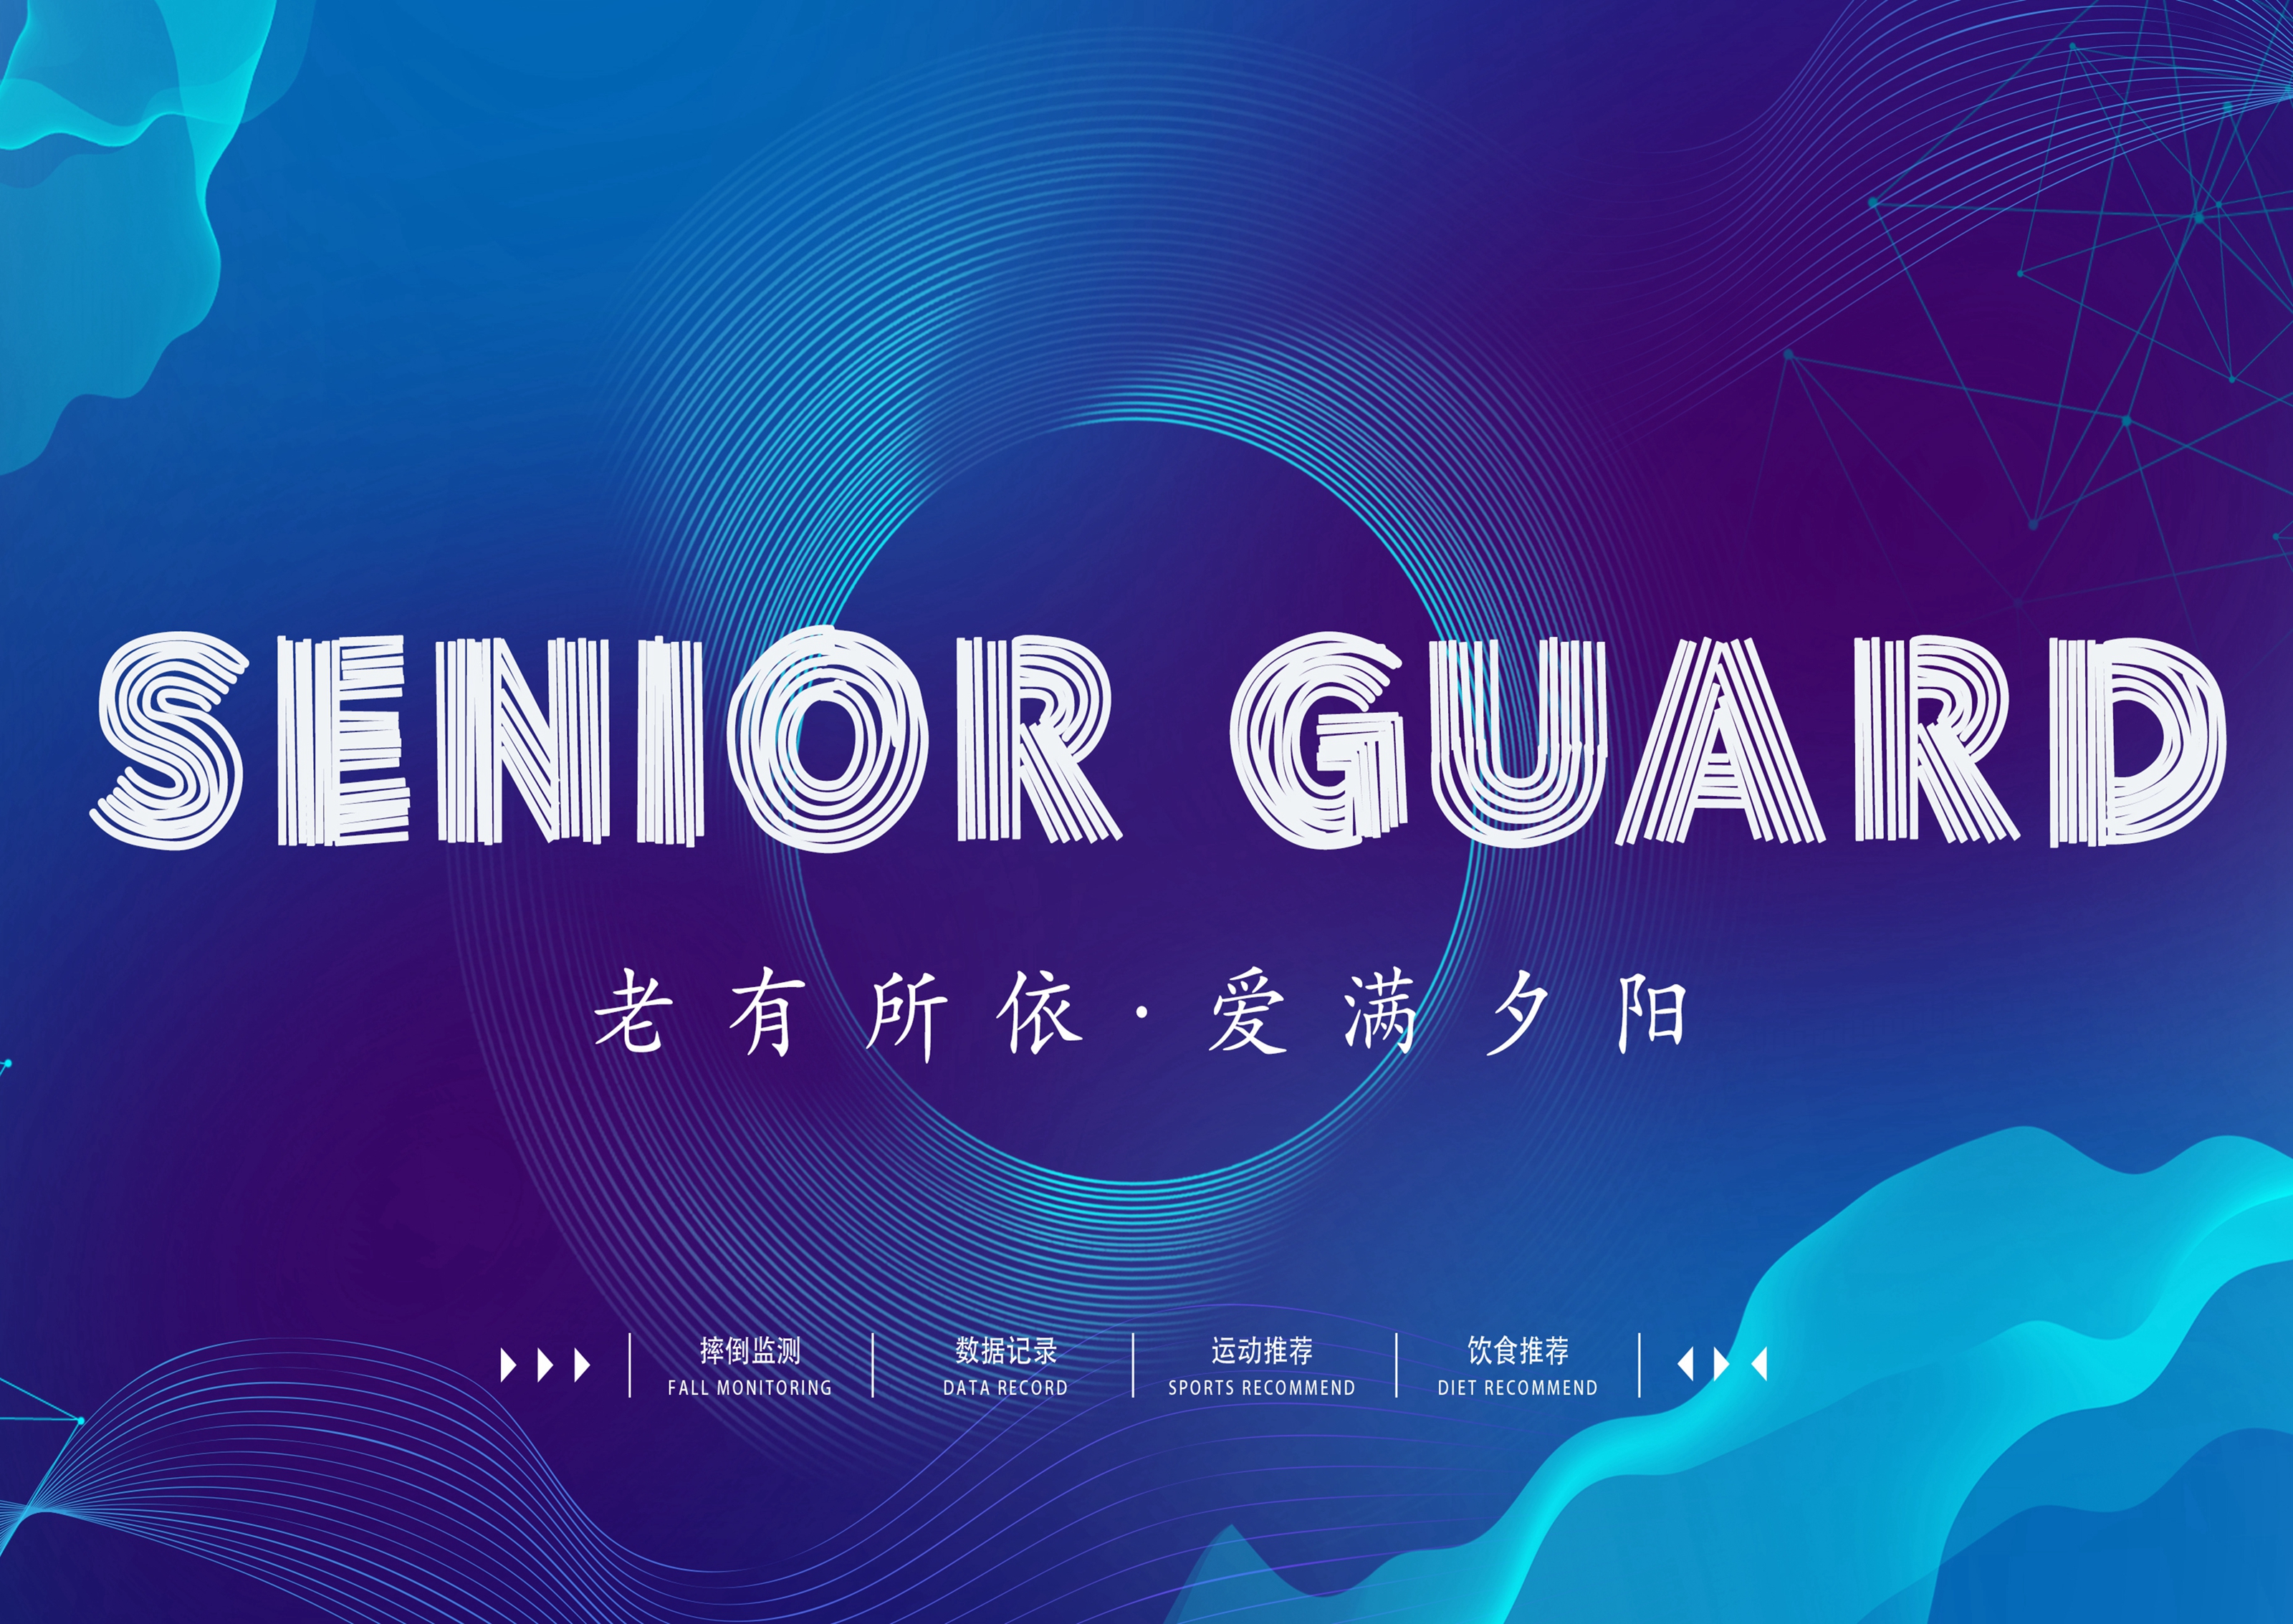 SENIOR GUARD
老有所依·爱满夕阳
摔倒监测
FALL MONITORING
数据记录
DATA RECORD
运动推荐
SPORTS RECOMMEND
饮食推荐
DIET RECOMMEND